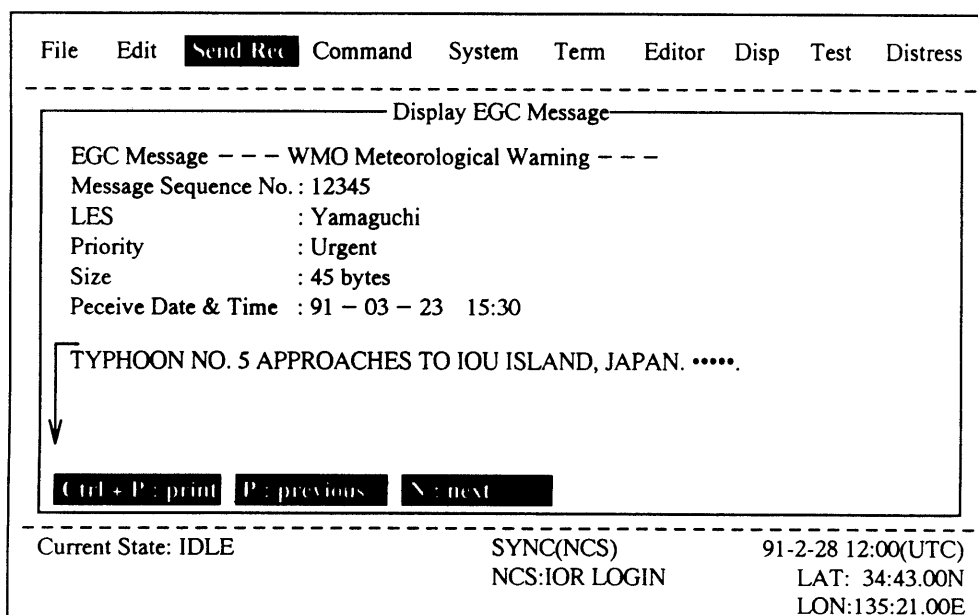 File Edit Send Rec Command System Term Editor Disp Test Distress
Display EGC Message
EGC Message – – – WMO Meteorological Warning – – –
Message Sequence No. : 12345
LES : Yamaguchi
Priority : Urgent
Size : 45 bytes
Peceive Date & Time : 91 – 03 – 23 15:30
TYPHOON NO. 5 APPROACHES TO IOU ISLAND, JAPAN. •••••.
Ctrl + P : print P : previous N : next
Current State: IDLE SYNC(NCS) 91-2-28 12:00(UTC)
NCS:IOR LOGIN LAT: 34:43.00N
LON:135:21.00E